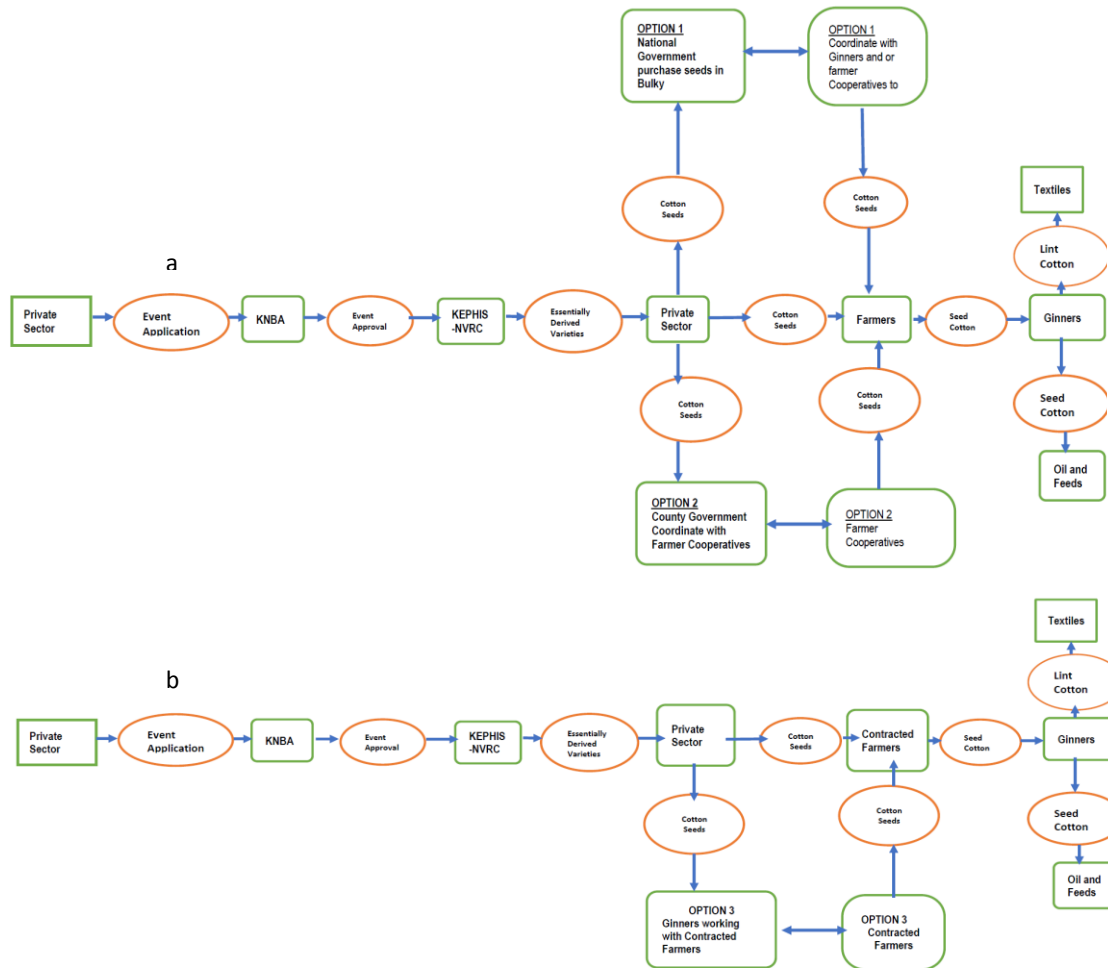 OPTION 1
National
Government
purchase seeds in
Bulky
OPTION 1
Coordinate with
Ginners and or
farmer
Cooperatives to
Cotton
Seeds
Cotton
Seeds
Textiles
Lint
Cotton
a
Private
Sector
Event
Application
KNBA
Event
Approval
KEPHIS
-NVRC
Essentially
Derived
Varieties
Private
Sector
Cotton
Seeds
Farmers
Seed
Cotton
Ginners
Cotton
Seeds
Cotton
Seeds
Seed
Cotton
Oil and
Feeds
OPTION 2
County Government
Coordinate with
Farmer Cooperatives
OPTION 2
Farmer
Cooperatives
Textiles
Lint
Cotton
b
Private
Sector
Event
Application
KNBA
Event
Approval
KEPHIS
-NVRC
Essentially
Derived
Varieties
Private
Sector
Cotton
Seeds
Contracted
Farmers
Seed
Cotton
Ginners
Cotton
Seeds
Cotton
Seeds
Seed
Cotton
Oil and
Feeds
OPTION 3
Ginners working
with Contracted
Farmers
OPTION 3
Contracted
Farmers